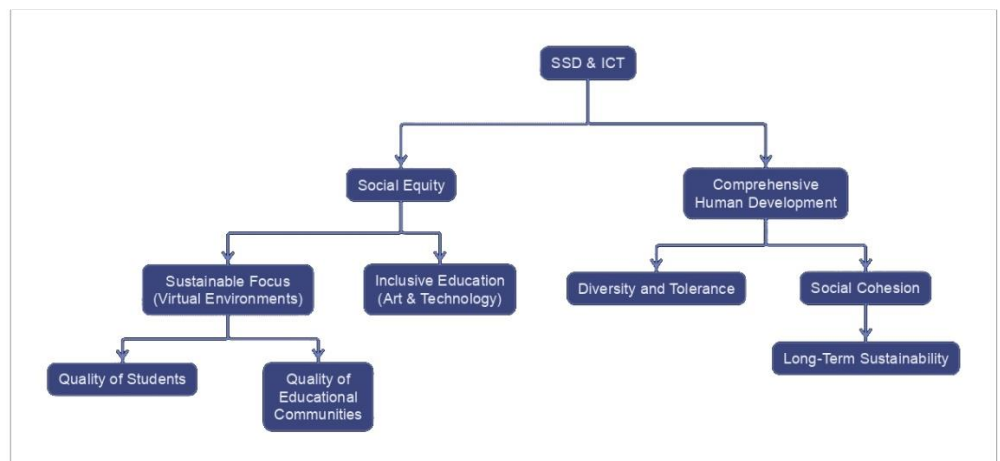 SSD & ICT
Social Equity
Comprehensive
Human Development
Sustainable Focus
(Virtual Environments)
Inclusive Education
(Art & Technology)
Diversity and Tolerance
Social Cohesion
Long-Term Sustainability
Quality of Students
Quality of
Educational
Communities